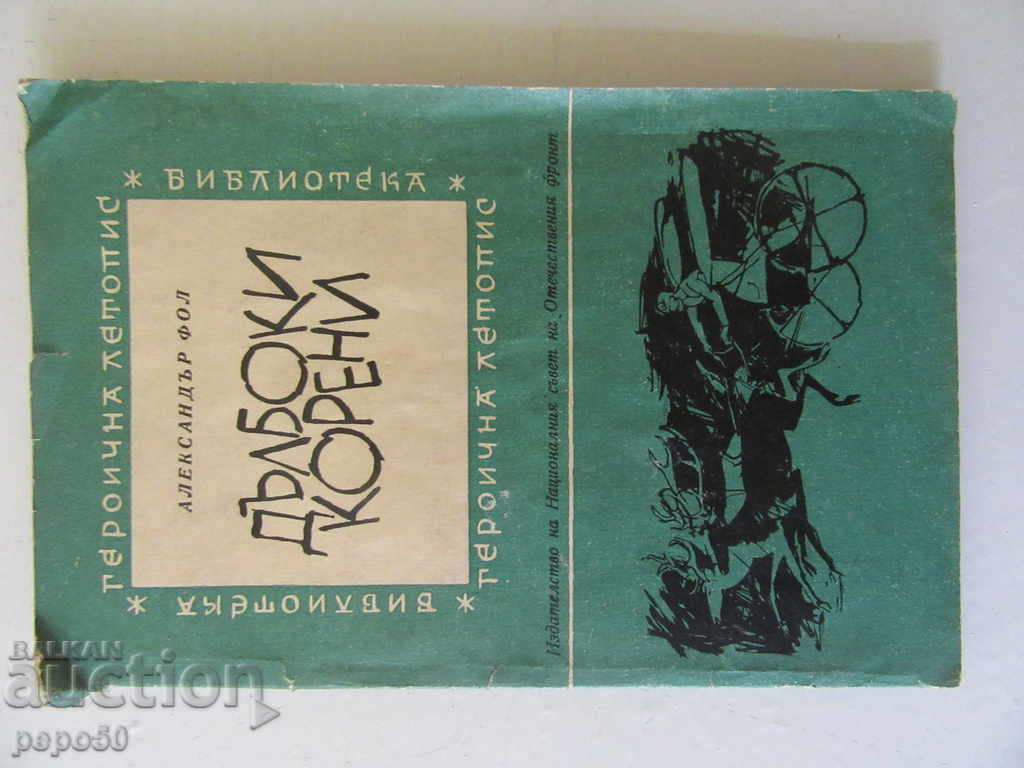 ГЕРОИЧНА ЛЕТОПИС
* БИБЛИОТЕКА *
АЛЕКСАНДЪР ФОЛ
ДЪЛБОКИ
КОРЕНИ
* БИБЛИОТЕКА *
ГЕРОИЧНА ЛЕТОПИС
Издателство на Националния съвет на Отечествения фронт
BALKAN
auction
papo50